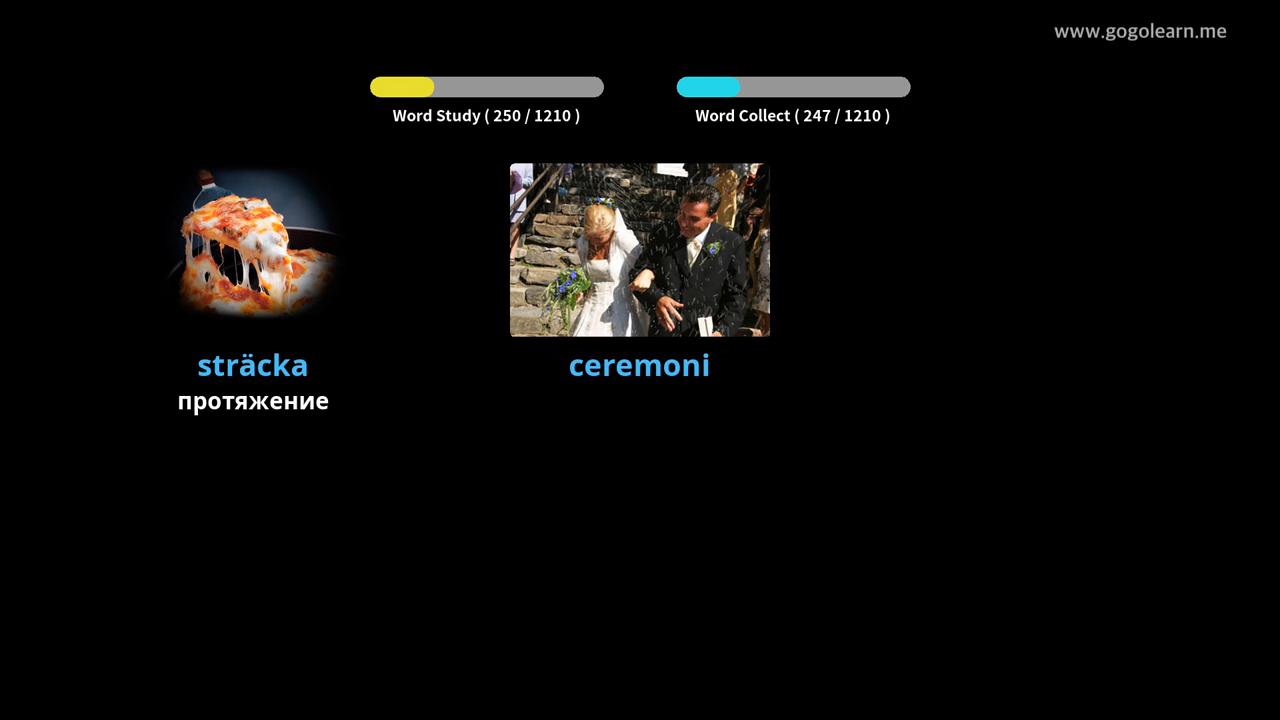 www.gogolearn.me
Word Study ( 250 / 1210 )
Word Collect ( 247 / 1210 )
sträcka
протяжение
ceremoni